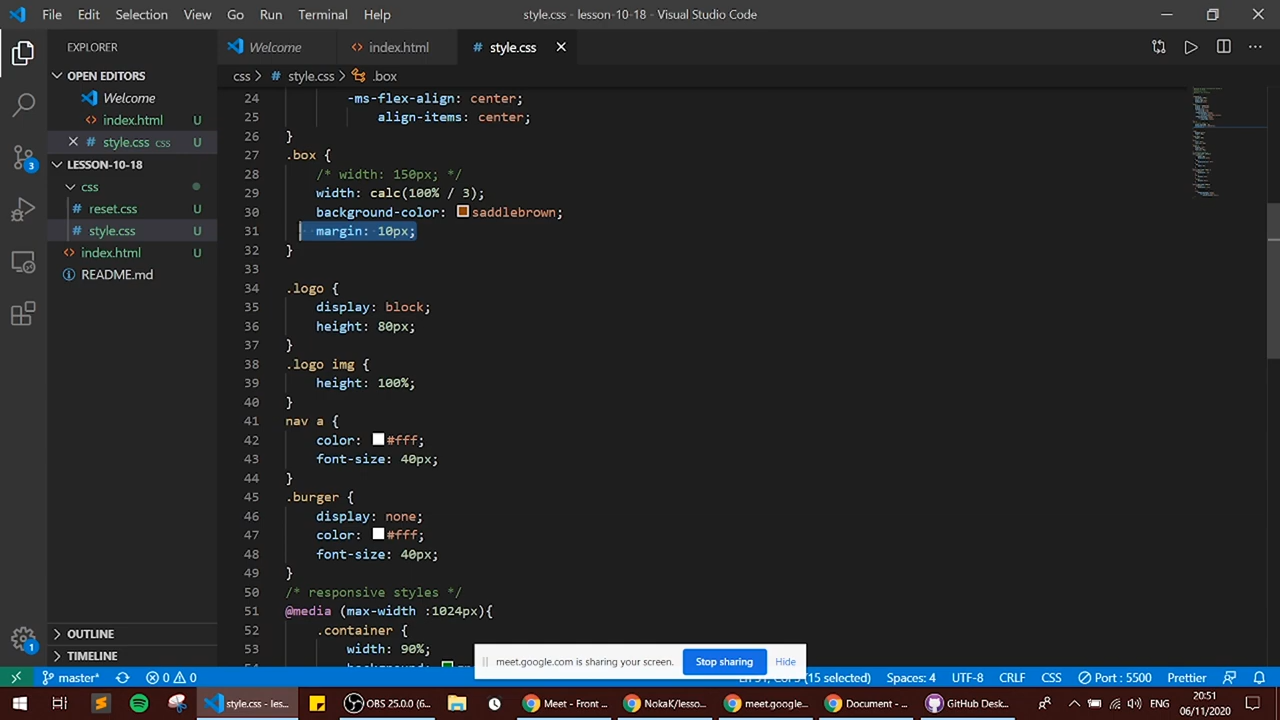 File Edit Selection View Go Run Terminal Help style.css - lesson-10-18 - Visual Studio Code
EXPLORER
Welcome index.html # style.css
css > # style.css > .box
OPEN EDITORS
Welcome
index.html U
# style.css css U
LESSON-10-18
css
# reset.css U
# style.css U
index.html U
README.md
24 -ms-flex-align: center;
25 align-items: center;
26 }
27 .box {
28 /* width: 150px; */
29 width: calc(100% / 3);
30 background-color: saddlebrown;
31 margin: 10px;
32 }
33
34 .logo {
35 display: block;
36 height: 80px;
37 }
38 .logo img {
39 height: 100%;
40 }
41 nav a {
42 color: #fff;
43 font-size: 40px;
44 }
45 .burger {
46 display: none;
47 color: #fff;
48 font-size: 40px;
49 }
50 /* responsive styles */
51 @media (max-width :1024px){
52 .container {
53 width: 90%;
OUTLINE
TIMELINE
3
1
meet.google.com is sharing your screen. Stop sharing Hide
master* 0 0 (15 selected) Spaces: 4 UTF-8 CRLF CSS Port : 5500 Prettier
style.css - les... OBS 25.0.0 (6... Meet - Front ... NokaK/lesso... meet.google... Document - ... GitHub Desk...
20:51
06/11/2020